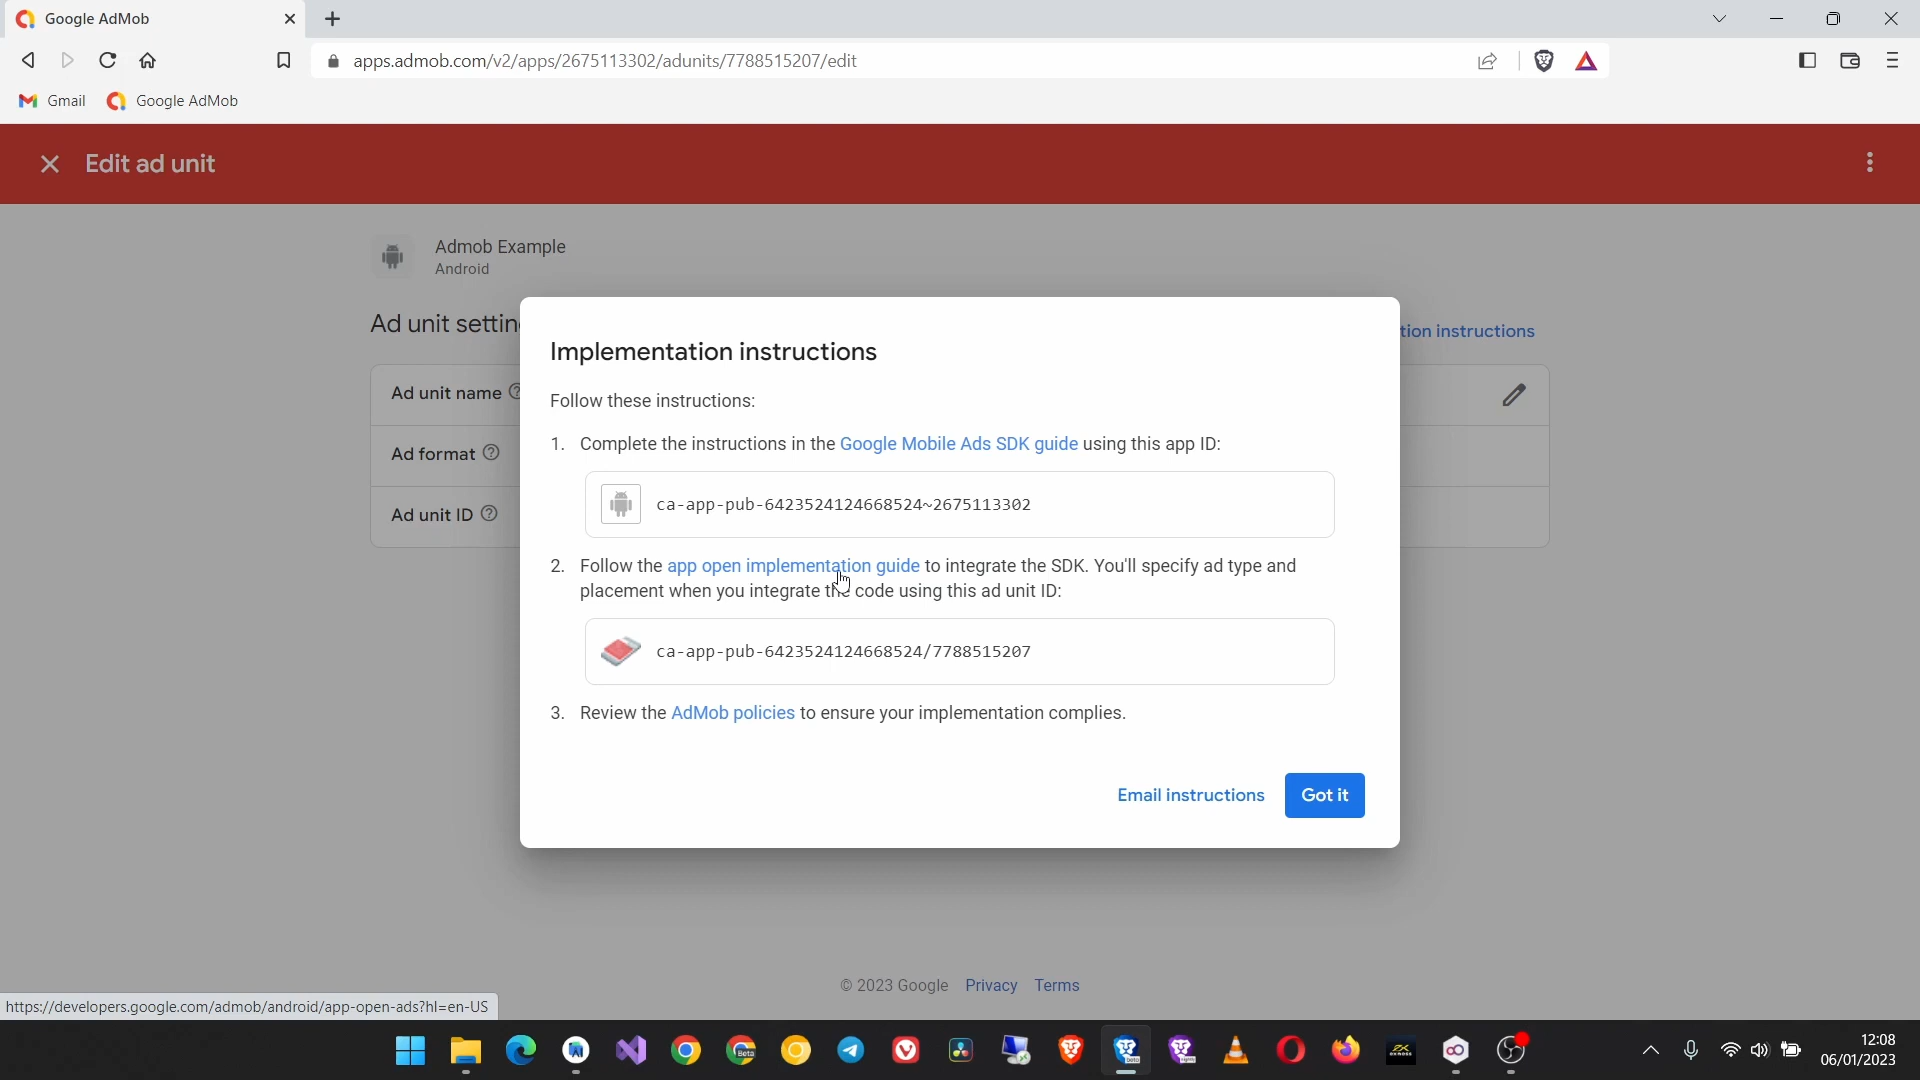 Google AdMob
apps.admob.com/v2/apps/2675113302/adunits/7788515207/edit
Gmail
Google AdMob
Edit ad unit
Admob Example
Android
Ad unit settin
tion instructions
Implementation instructions
Ad unit name
Follow these instructions:
1. Complete the instructions in the Google Mobile Ads SDK guide using this app ID:
Ad format
ca-app-pub-6423524124668524~2675113302
Ad unit ID
2. Follow the app open implementation guide to integrate the SDK. You'll specify ad type and
placement when you integrate the code using this ad unit ID:
ca-app-pub-6423524124668524/7788515207
3. Review the AdMob policies to ensure your implementation complies.
Email instructions
Got it
© 2023 Google Privacy Terms
https://developers.google.com/admob/android/app-open-ads?hl=en-US
Beta
12:08
06/01/2023